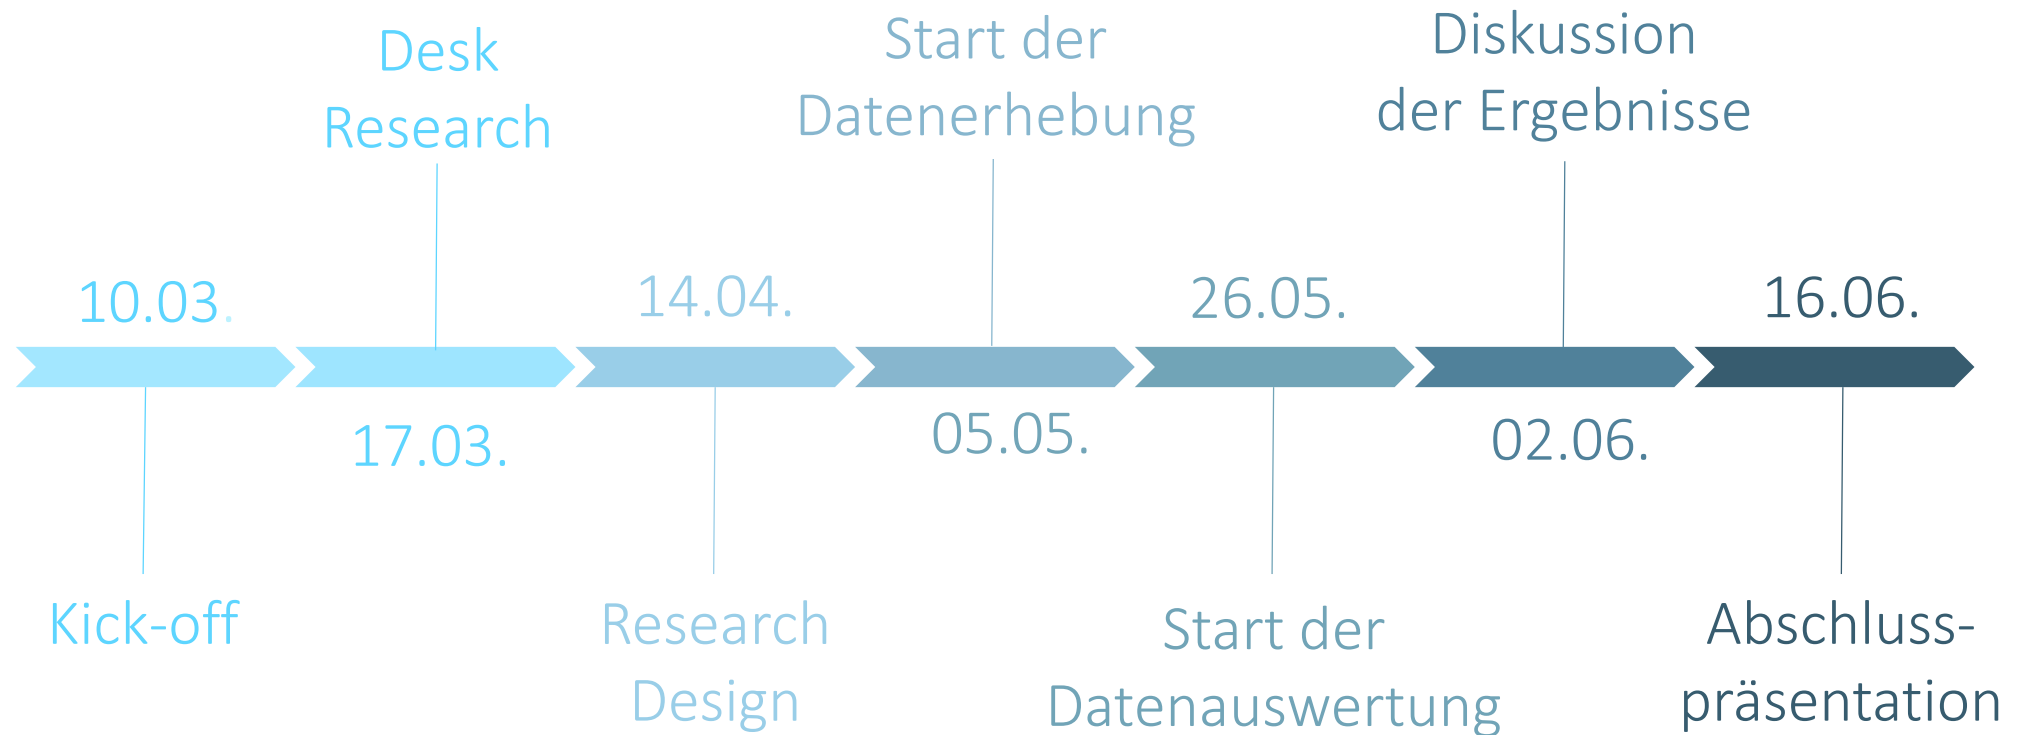 Desk
Research
Start der
Datenerhebung
Diskussion
der Ergebnisse
10.03.
14.04.
26.05.
16.06.
17.03.
05.05.
02.06.
Kick-off
Research
Design
Start der
Datenauswertung
Abschluss-
präsentation